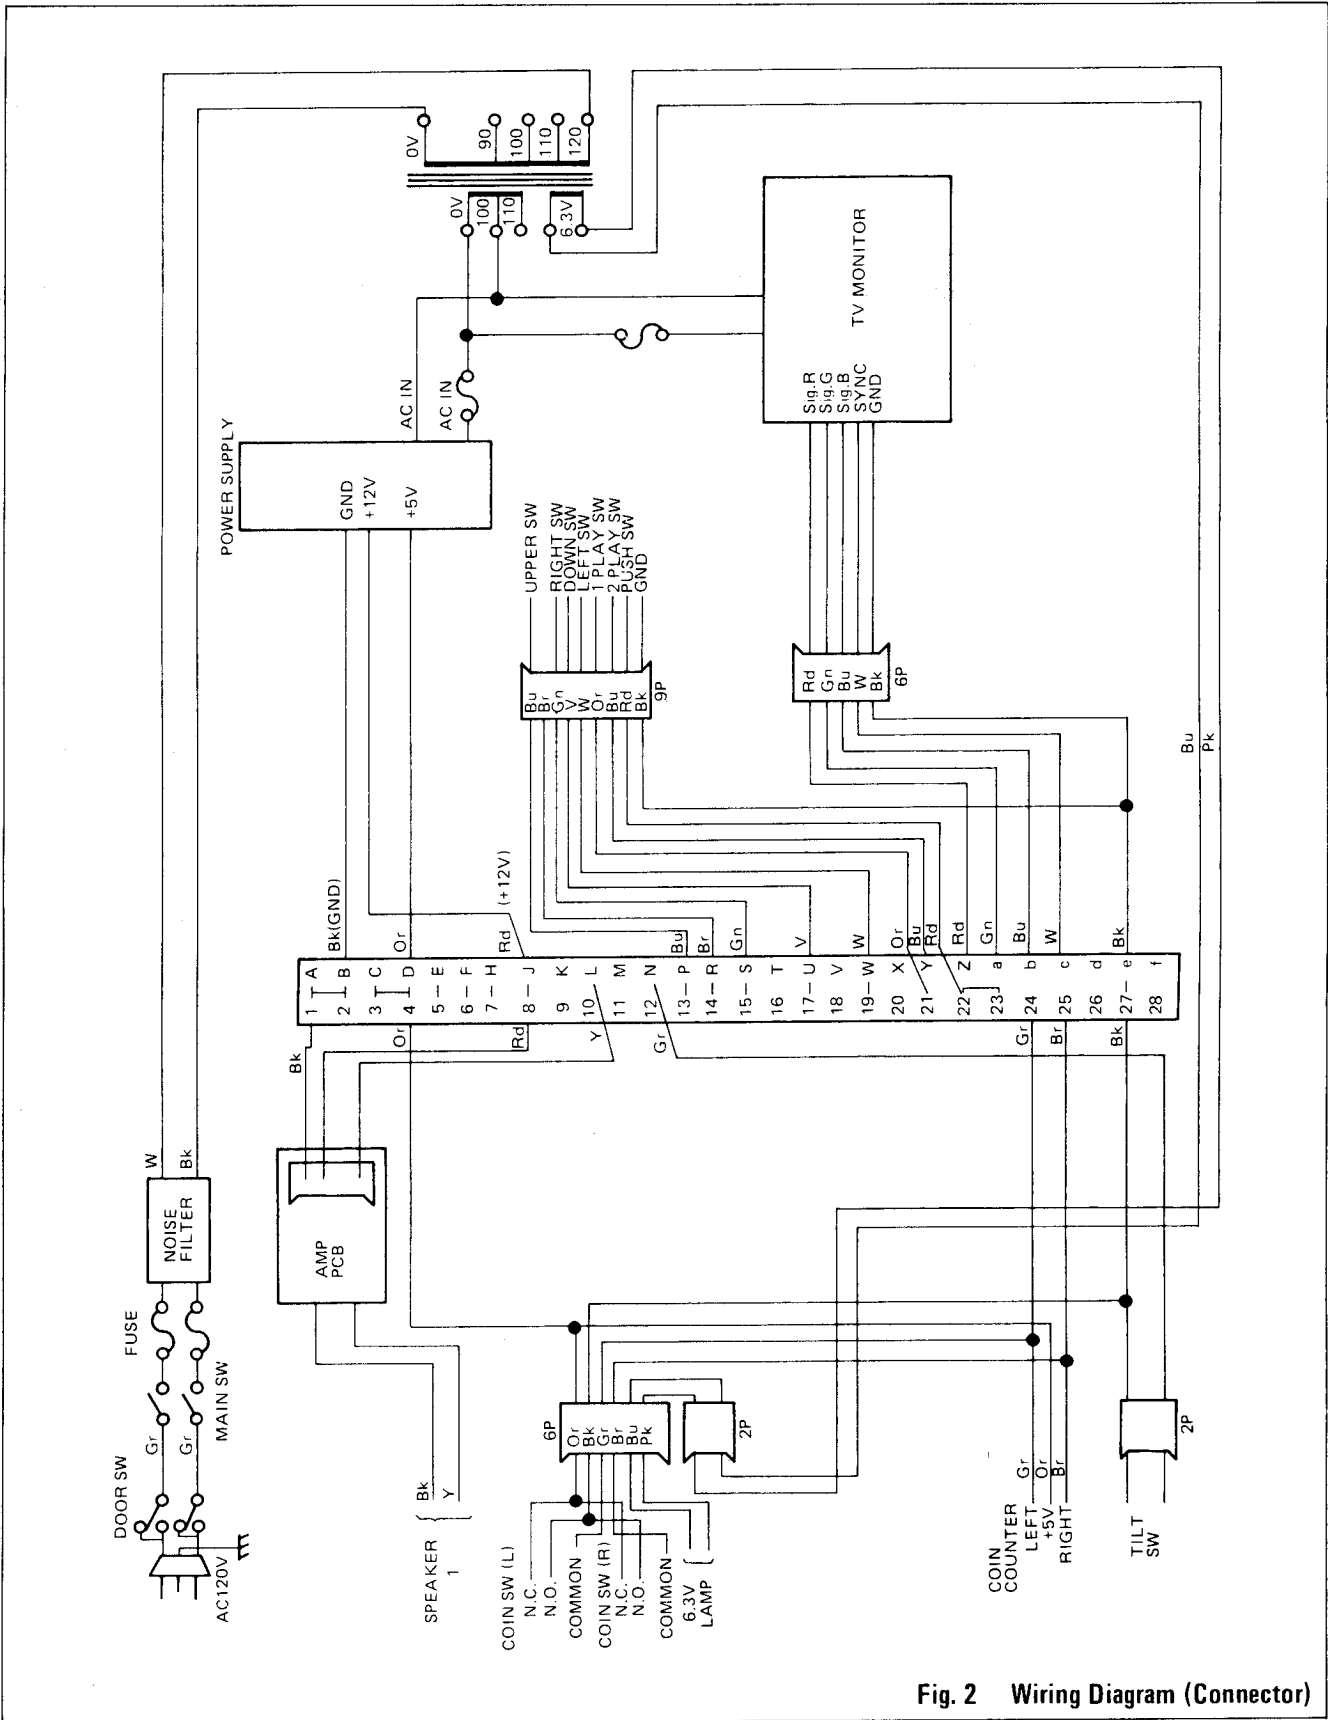 0V
90
100
110
120
0V
100
110
6.3V
TV MONITOR
Sig.R
Sig.G
Sig.B
SYNC
GND
AC IN
AC IN
POWER SUPPLY
GND
+12V
+5V
UPPER SW
RIGHT SW
DOWN SW
LEFT SW
1 PLAY SW
2 PLAY SW
PUSH SW
GND
Bu
Br
Gn
V
W
Or
Bu
Rd
Bk
9P
Rd
Gn
Bu
W
Bk
6P
Bu
Pk
Bk(GND)
Or
Rd (+12V)
Bu
Br
Gn
V
W
Or
Bu
Rd
Rd
Gn
Bu
W
Bk
1 A
2 B
3 C
4 D
5 E
6 F
7 H
8 J
9 K
10 L
11 M
12 N
13 P
14 R
15 S
16 T
17 U
18 V
19 W
20 X
21 Y
22 Z
23 a
24 b
25 c
26 d
27 e
28 f
Bk
Or
Rd
Y
Gr
Gr
Br
Bk
W
Bk
NOISE
FILTER
AMP
PCB
FUSE
MAIN SW
Gr
Gr
DOOR SW
AC120V
Bk
Y
SPEAKER
1
6P
Or
Bk
Gr
Br
Bu
Pk
2P
COIN SW (L)
N.C.
N.O.
COMMON
COIN SW (R)
N.C.
N.O.
COMMON
6.3V
LAMP
Gr
Or
Br
COIN
COUNTER
LEFT
+5V
RIGHT
2P
TILT
SW
Fig. 2 Wiring Diagram (Connector)